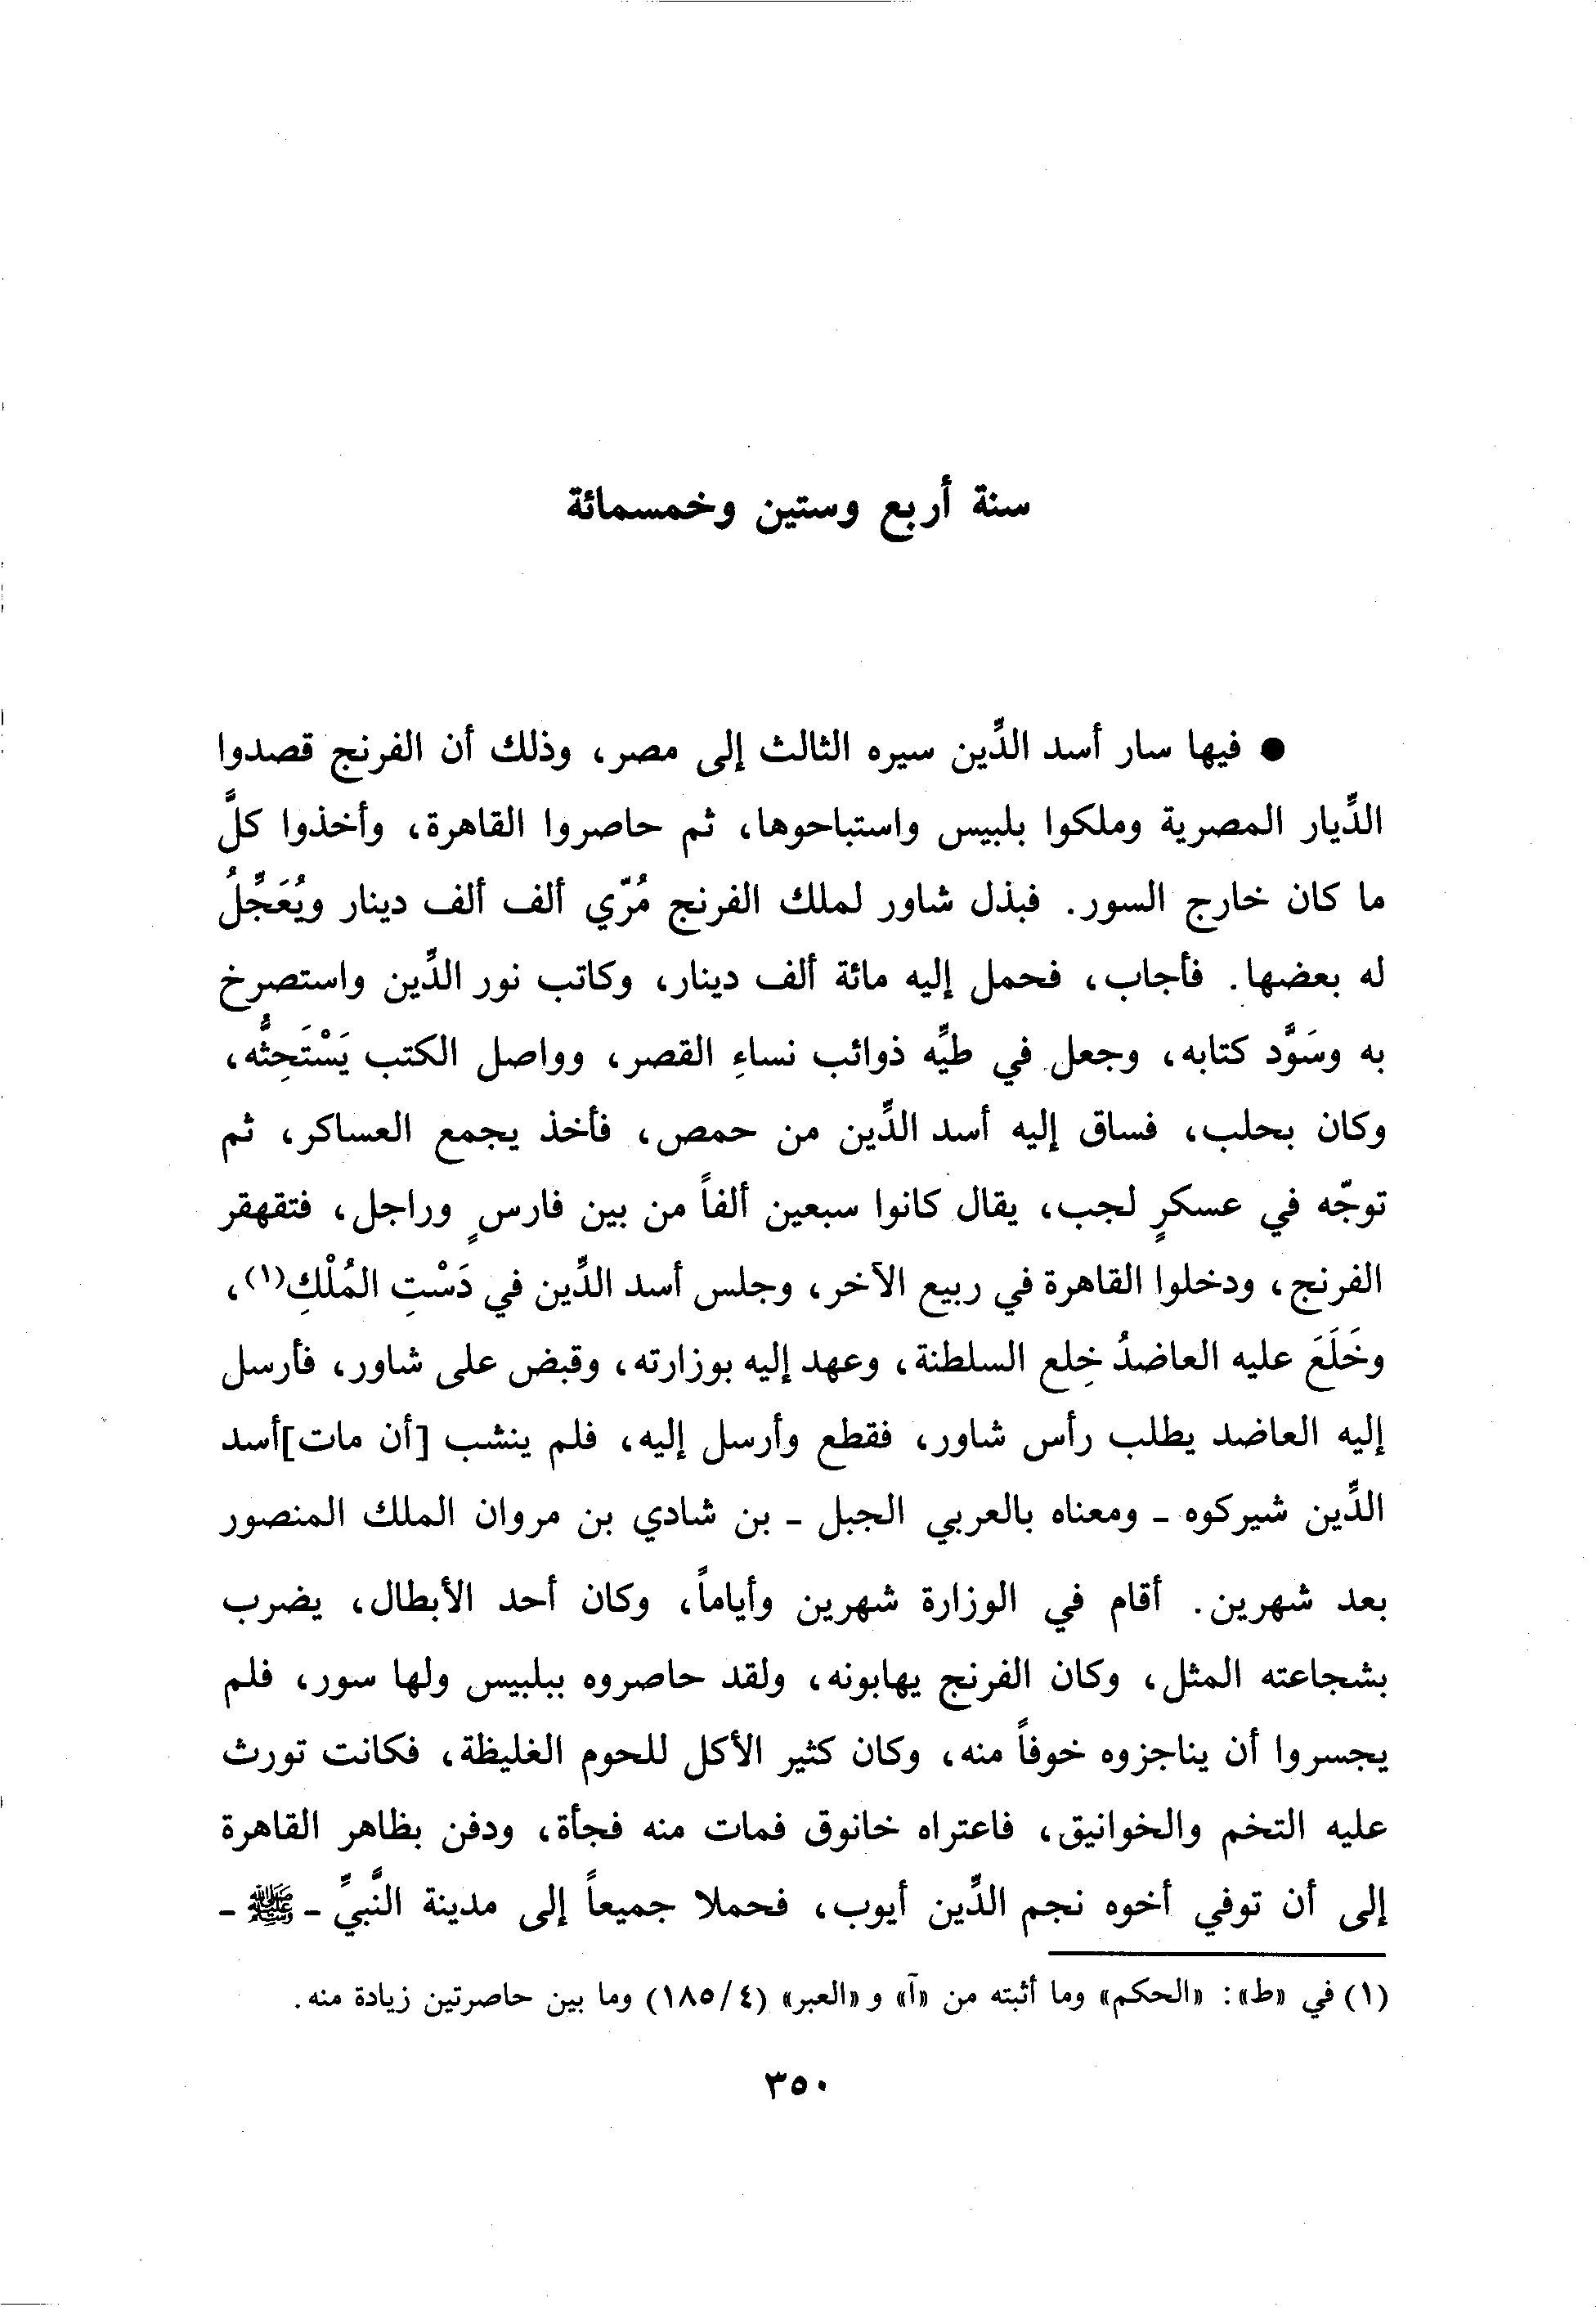 سنة أربع وستين وخمسمائة
● فيها سار أسد الدِّين سيره الثالث إلى مصر، وذلك أن الفرنج قصدوا
الدِّيار المصرية وملكوا بلبيس واستباحوها، ثم حاصروا القاهرة، وأخذوا كلَّ
ما كان خارج السور. فبذل شاور لملك الفرنج مُرّي ألف ألف دينار ويُعَجِّلُ
له بعضها. فأجاب، فحمل إليه مائة ألف دينار، وكاتب نور الدِّين واستصرخ
به وسَوَّد كتابه، وجعل في طيِّه ذوائب نساءِ القصر، وواصل الكتب يَسْتَحِثُّه،
وكان بحلب، فساق إليه أسد الدِّين من حمص، فأخذ يجمع العساكر، ثم
توجّه في عسكرٍ لجب، يقال كانوا سبعين ألفاً من بين فارسٍ وراجل، فتقهقر
الفرنج، ودخلوا القاهرة في ربيع الآخر، وجلس أسد الدِّين في دَسْتِ المُلْكِ(١)،
وخَلَعَ عليه العاضدُ خِلع السلطنة، وعهد إليه بوزارته، وقبض على شاور، فأرسل
إليه العاضد يطلب رأس شاور، فقطع وأرسل إليه، فلم ينشب [أن مات]أسد
الدِّين شيركوه - ومعناه بالعربي الجبل - بن شادي بن مروان الملك المنصور
بعد شهرين. أقام في الوزارة شهرين وأياماً، وكان أحد الأبطال، يضرب
بشجاعته المثل، وكان الفرنج يهابونه، ولقد حاصروه ببلبيس ولها سور، فلم
يجسروا أن يناجزوه خوفاً منه، وكان كثير الأكل للحوم الغليظة، فكانت تورث
عليه التخم والخوانيق، فاعتراه خانوق فمات منه فجأة، ودفن بظاهر القاهرة
إلى أن توفي أخوه نجم الدِّين أيوب، فحملا جميعاً إلى مدينة النَّبيِّ - ﷺ -
(١) في «ط»: «الحكم» وما أثبته من «آ» و «العبر» (٤/١٨٥) وما بين حاصرتين زيادة منه.
٣٥٠